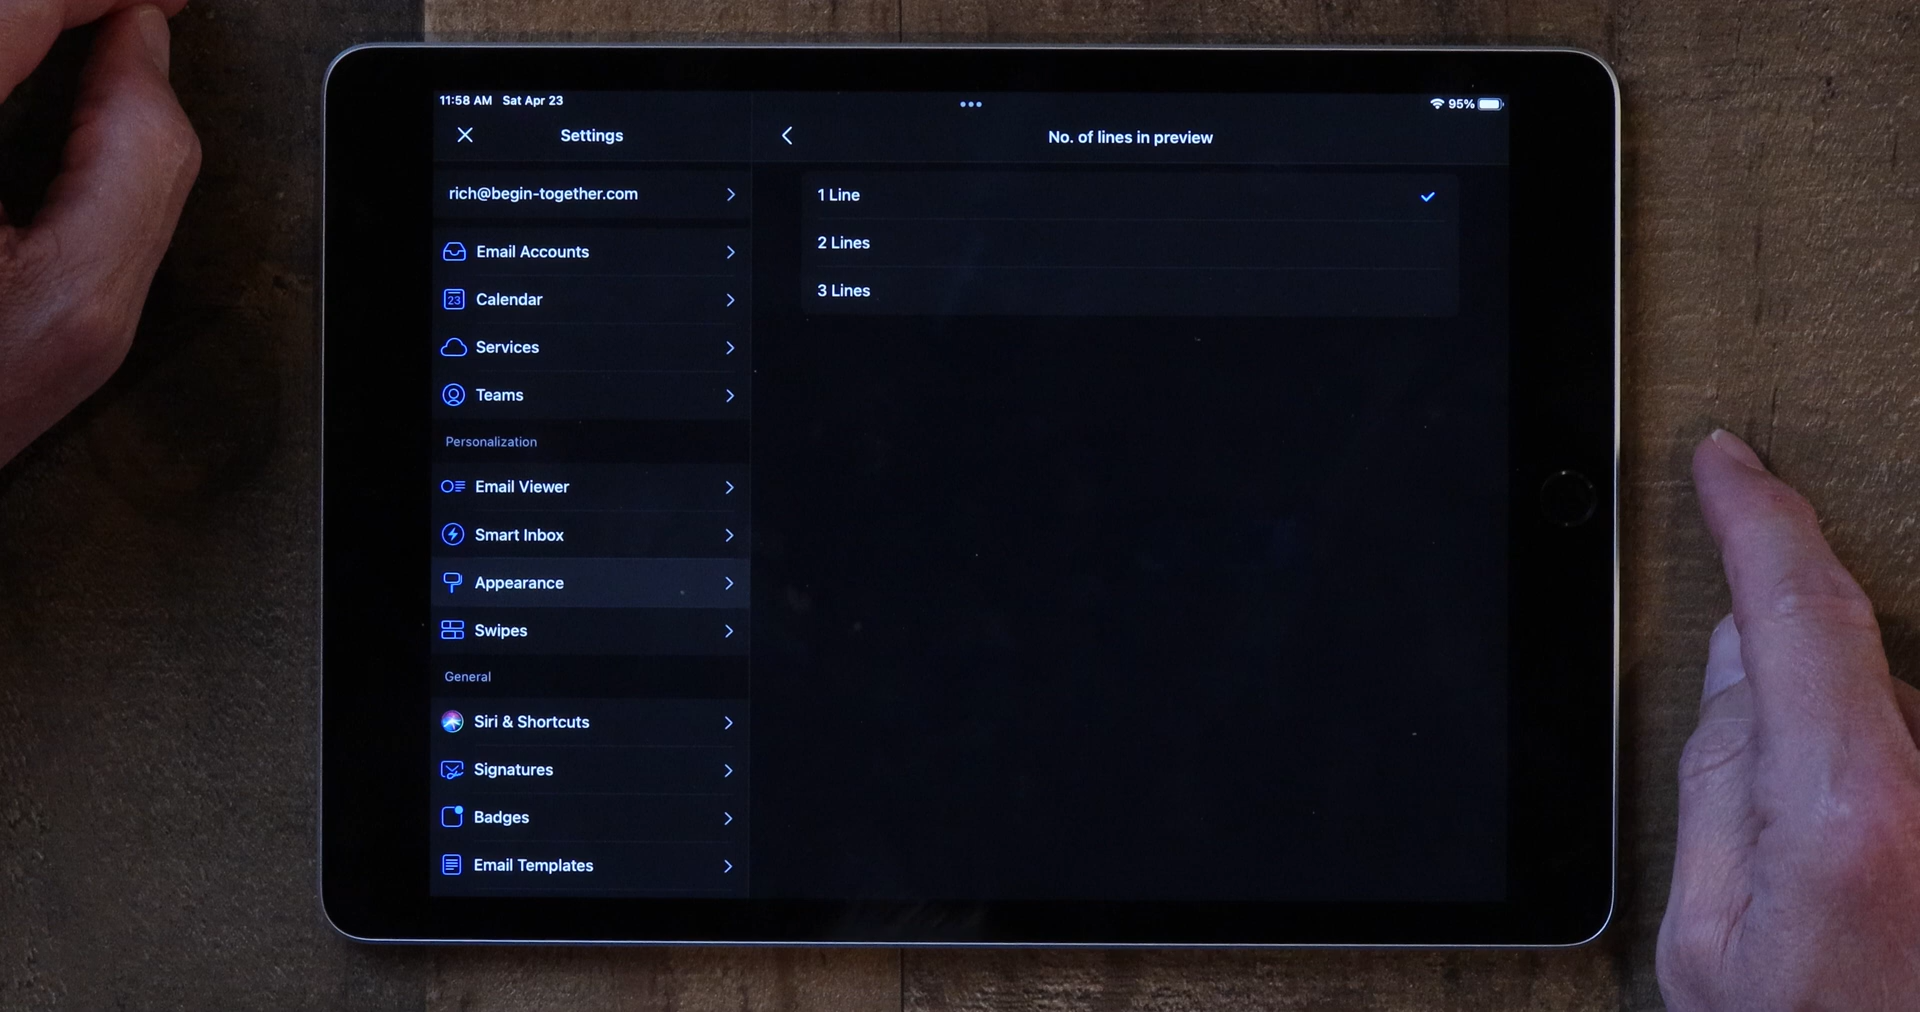 11:58 AM Sat Apr 23
95%
Settings
rich@begin-together.com
Email Accounts
23
Calendar
Services
Teams
Personalization
Email Viewer
Smart Inbox
Appearance
Swipes
General
Siri & Shortcuts
Signatures
Badges
Email Templates
No. of lines in preview
1 Line
2 Lines
3 Lines